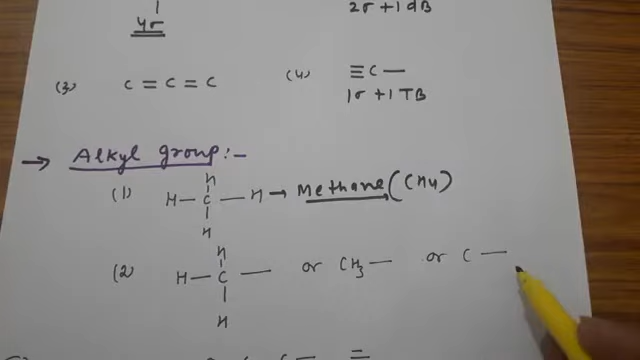 4σ
2σ + 1 dB
(3) C = C = C
(4) ≡ C —
1σ + 1 TB
→ Alkyl group:-
H
(1) H — C — H → Methane (CH4)
H
H
(2) H — C — or CH3 — or C —
H